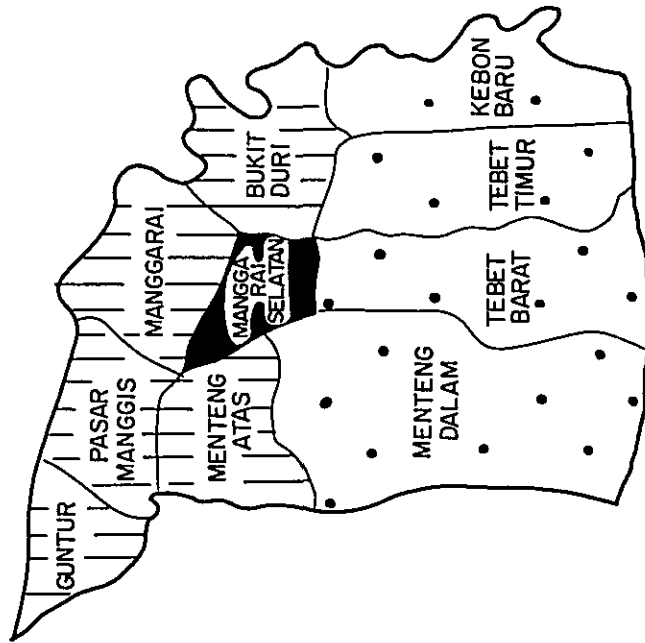 GUNTUR
PASAR
MANGGIS
MANGGARAI
MENTENG
ATAS
BUKIT
DURI
MANGGA
RAI
SELATAN
MENTENG
DALAM
TEBET
BARAT
TEBET
TIMUR
KEBON
BARU